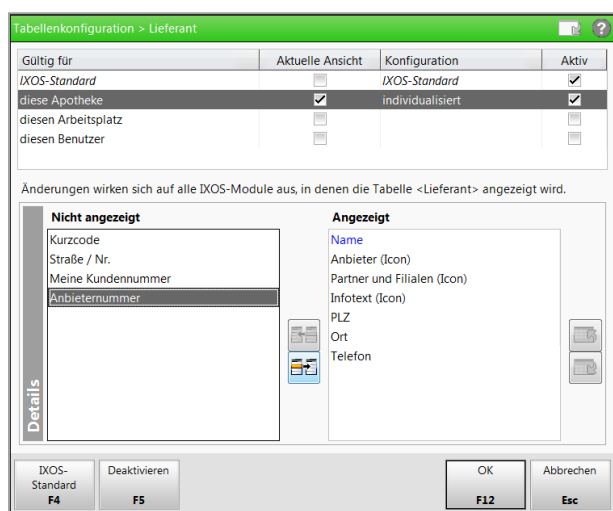 Tabellenkonfiguration > Lieferant
Gültig für Aktuelle Ansicht Konfiguration Aktiv
IXOS-Standard IXOS-Standard
diese Apotheke individualisiert
diesen Arbeitsplatz
diesen Benutzer
Änderungen wirken sich auf alle IXOS-Module aus, in denen die Tabelle <Lieferant> angezeigt wird.
Details
Nicht angezeigt
Kurzcode
Straße / Nr.
Meine Kundennummer
Anbieternummer
Angezeigt
Name
Anbieter (Icon)
Partner und Filialen (Icon)
Infotext (Icon)
PLZ
Ort
Telefon
IXOS-
Standard
F4
Deaktivieren
F5
OK
F12
Abbrechen
Esc